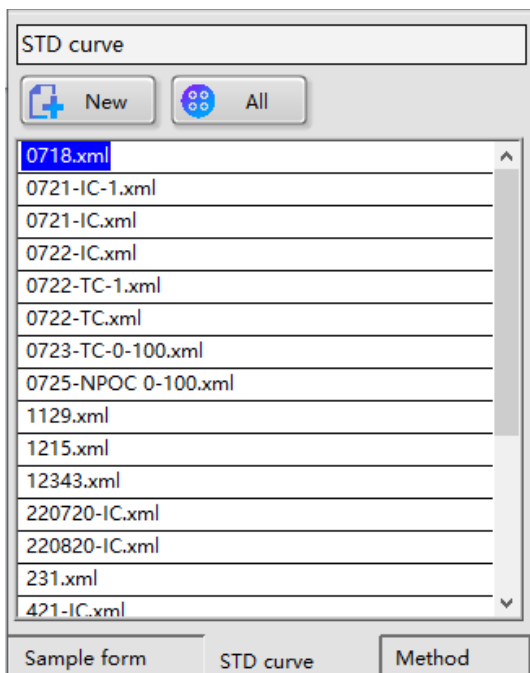 STD curve
New All
0718.xml
0721-IC-1.xml
0721-IC.xml
0722-IC.xml
0722-TC-1.xml
0722-TC.xml
0723-TC-0-100.xml
0725-NPOC 0-100.xml
1129.xml
1215.xml
12343.xml
220720-IC.xml
220820-IC.xml
231.xml
421-IC.xml
Sample form STD curve Method